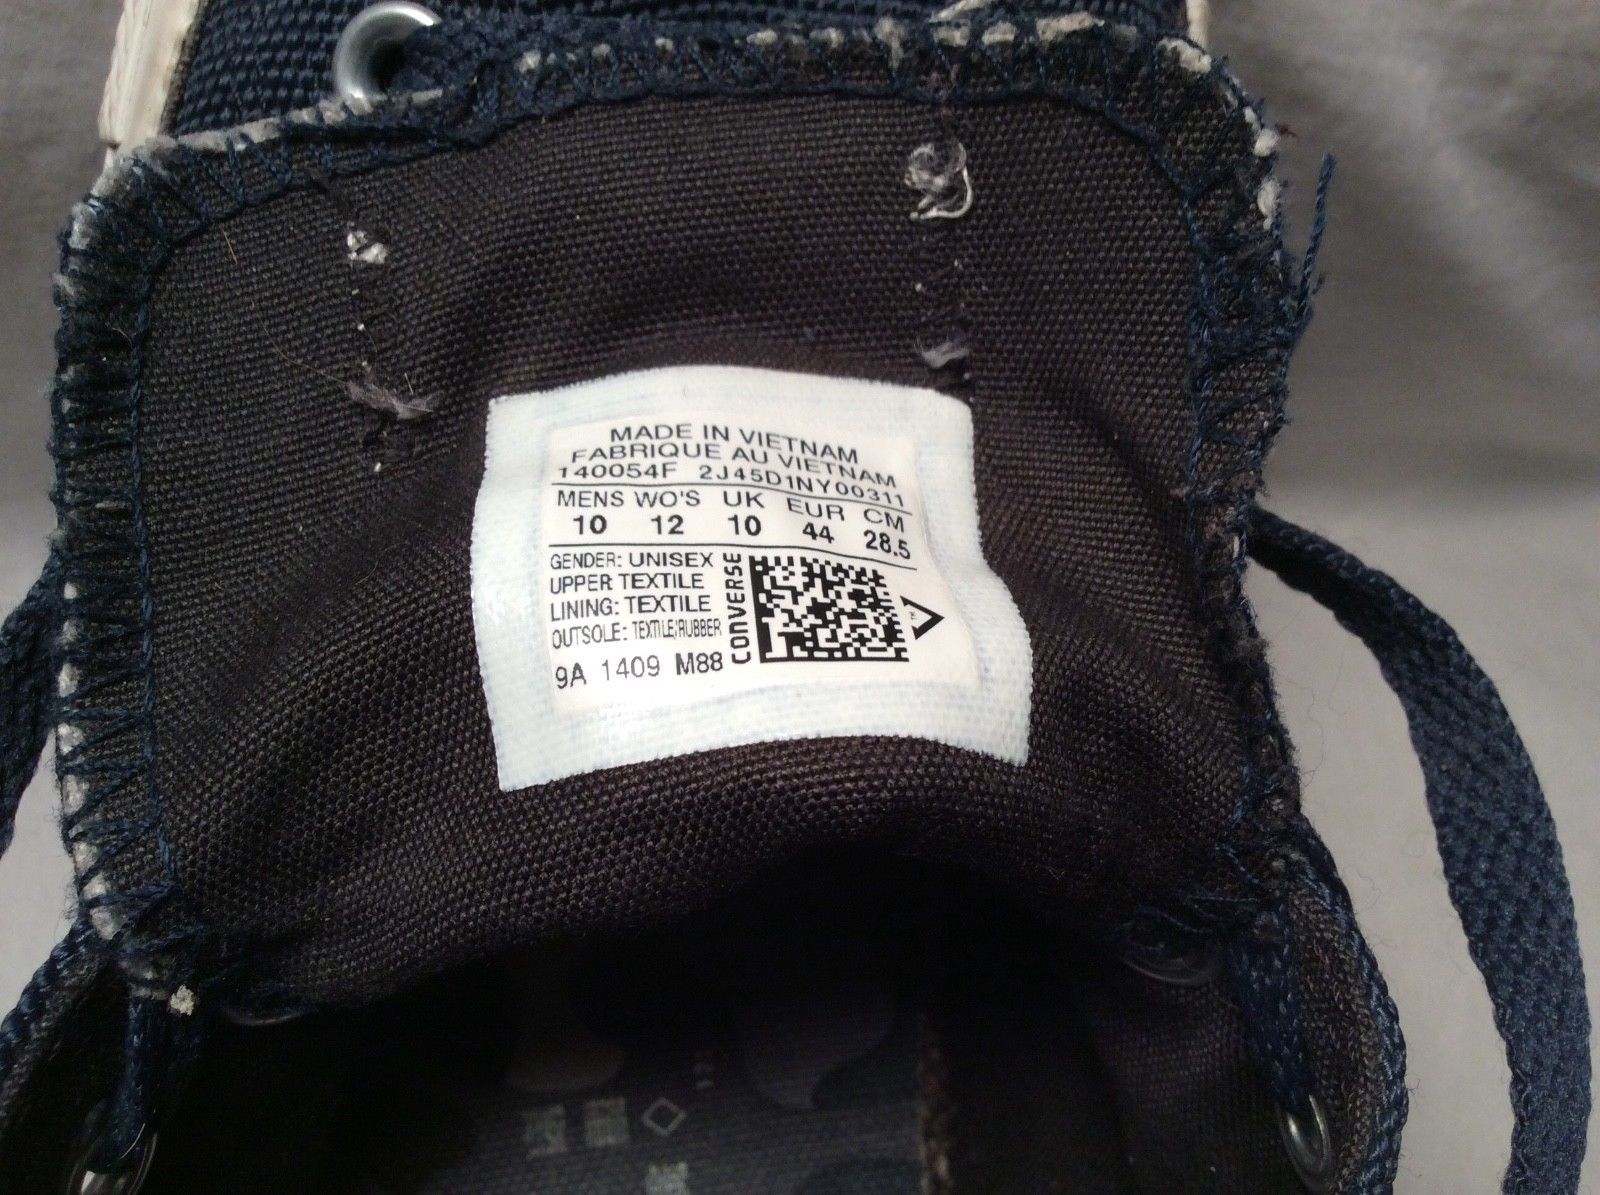 MADE IN VIETNAM
FABRIQUE AU VIETNAM
140054F 2J45D1NY00311
MENS WO'S UK EUR CM
10 12 10 44 28.5
GENDER: UNISEX
UPPER TEXTILE
LINING: TEXTILE
OUTSOLE: TEXTILE/RUBBER
9A 1409 M88
CONVERSE